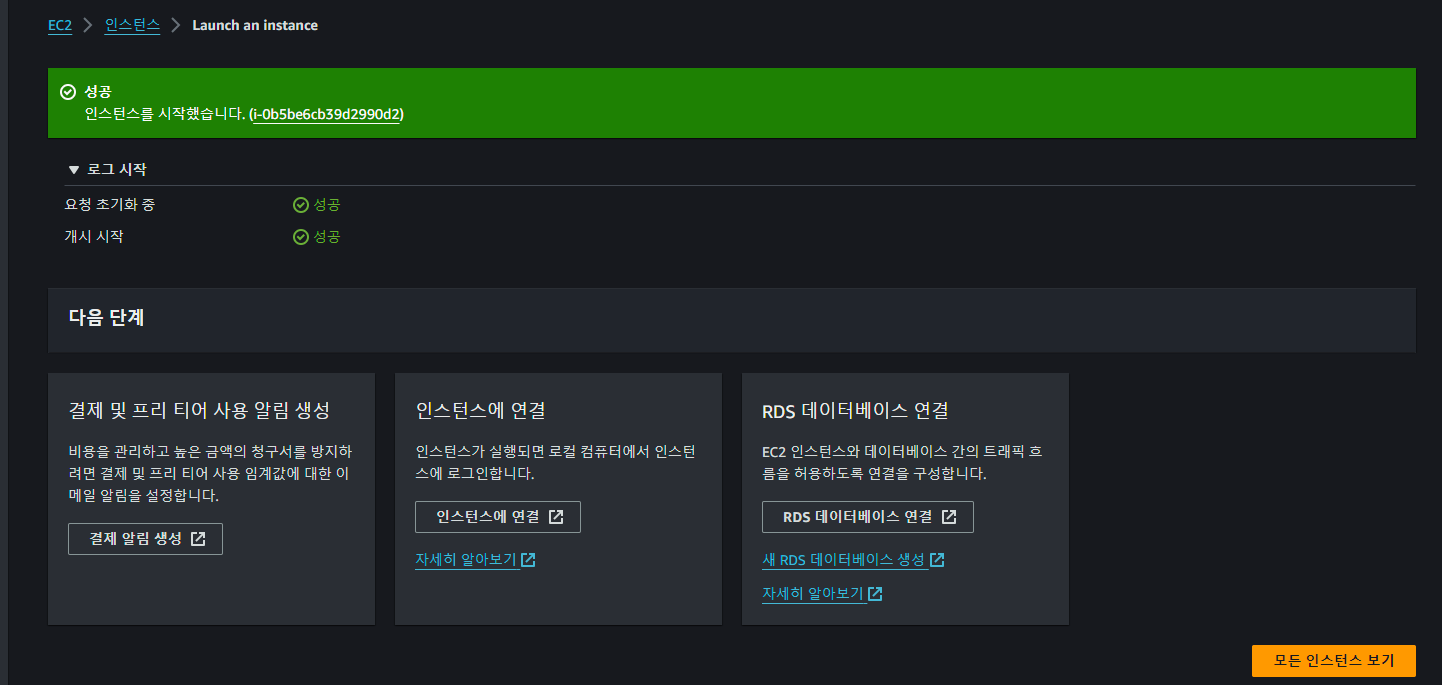 EC2 > 인스턴스 > Launch an instance
성공
인스턴스를 시작했습니다. (i-0b5be6cb39d2990d2)
▼ 로그 시작
요청 초기화 중 성공
개시 시작 성공
다음 단계
결제 및 프리 티어 사용 알림 생성
비용을 관리하고 높은 금액의 청구서를 방지하
려면 결제 및 프리 티어 사용 임계값에 대한 이
메일 알림을 설정합니다.
결제 알림 생성
인스턴스에 연결
인스턴스가 실행되면 로컬 컴퓨터에서 인스턴
스에 로그인합니다.
인스턴스에 연결
자세히 알아보기
RDS 데이터베이스 연결
EC2 인스턴스와 데이터베이스 간의 트래픽 흐
름을 허용하도록 연결을 구성합니다.
RDS 데이터베이스 연결
새 RDS 데이터베이스 생성
자세히 알아보기
모든 인스턴스 보기